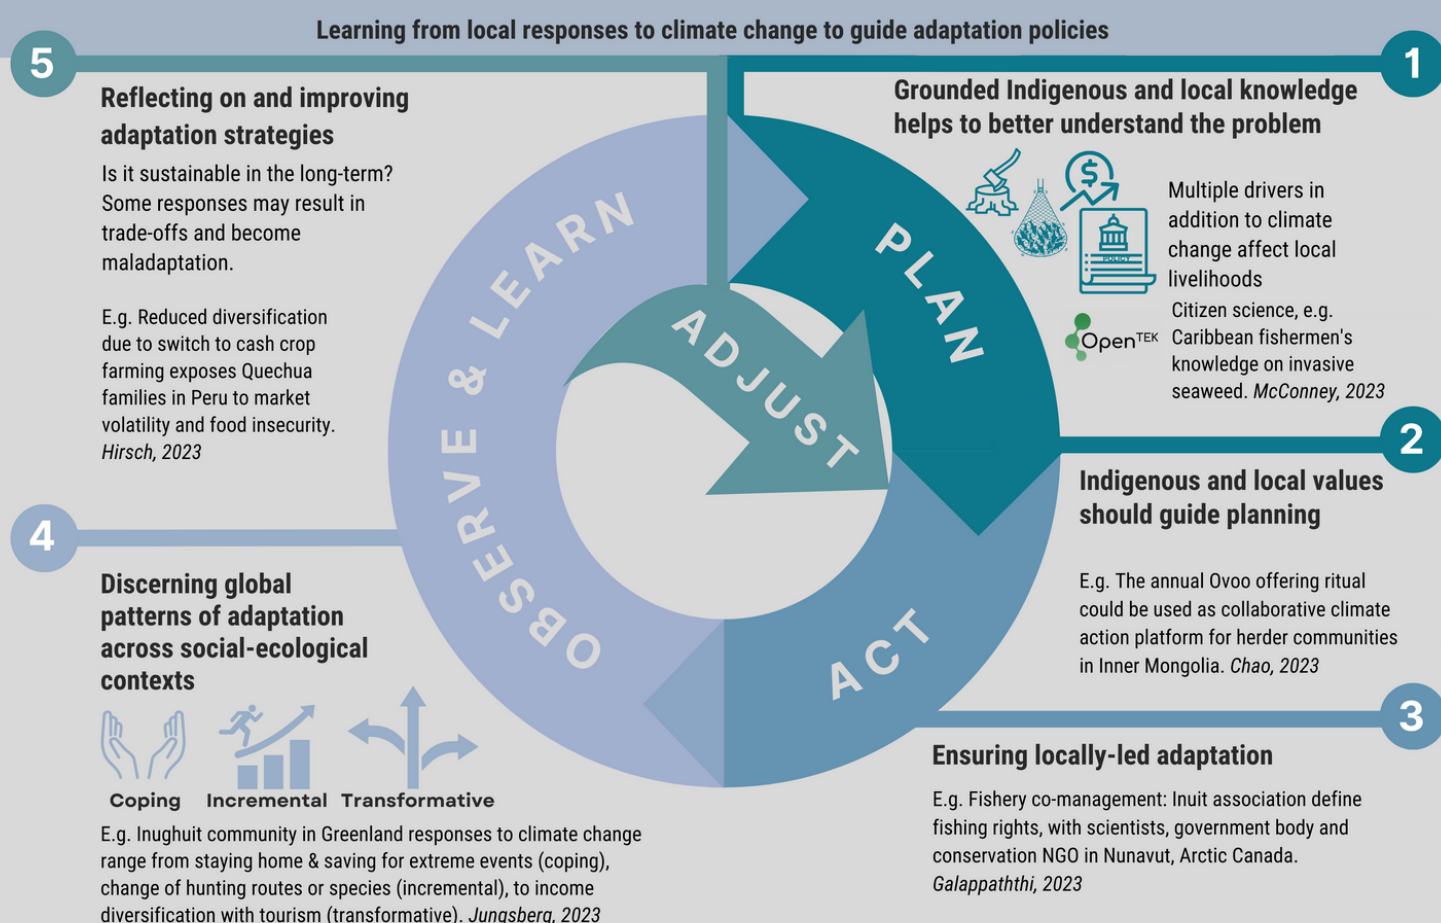 Learning from local responses to climate change to guide adaptation policies
1
Grounded Indigenous and local knowledge
helps to better understand the problem
POLICY
Multiple drivers in
addition to climate
change affect local
livelihoods
OpenTEK
Citizen science, e.g.
Caribbean fishermen's
knowledge on invasive
seaweed. McConney, 2023
2
Indigenous and local values
should guide planning
E.g. The annual Ovoo offering ritual
could be used as collaborative climate
action platform for herder communities
in Inner Mongolia. Chao, 2023
3
Ensuring locally-led adaptation
E.g. Fishery co-management: Inuit association define
fishing rights, with scientists, government body and
conservation NGO in Nunavut, Arctic Canada.
Galappaththi, 2023
4
Discerning global
patterns of adaptation
across social-ecological
contexts
Coping Incremental Transformative
E.g. Inughuit community in Greenland responses to climate change
range from staying home & saving for extreme events (coping),
change of hunting routes or species (incremental), to income
diversification with tourism (transformative). Jungsberg, 2023
5
Reflecting on and improving
adaptation strategies
Is it sustainable in the long-term?
Some responses may result in
trade-offs and become
maladaptation.
E.g. Reduced diversification
due to switch to cash crop
farming exposes Quechua
families in Peru to market
volatility and food insecurity.
Hirsch, 2023
PLAN
ACT
OBSERVE & LEARN
ADJUST
$